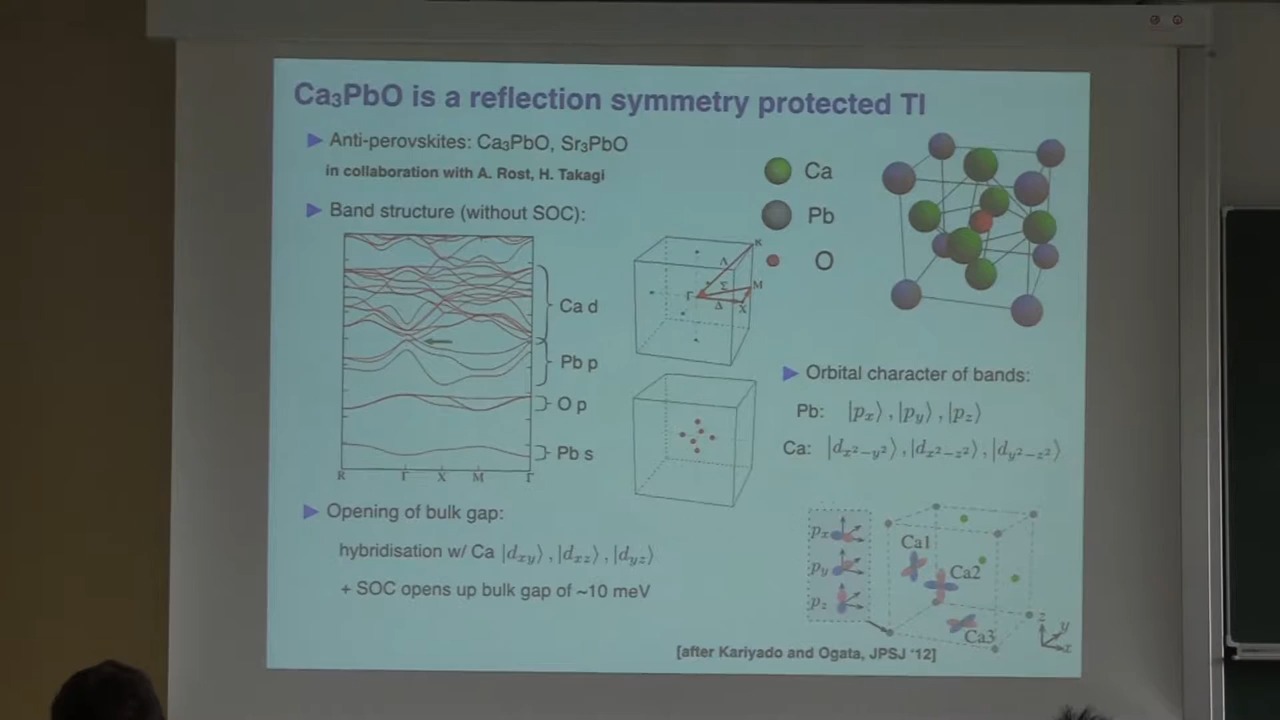 Ca₃PbO is a reflection symmetry protected TI
Anti-perovskites: Ca₃PbO, Sr₃PbO
in collaboration with A. Rost, H. Takagi
Band structure (without SOC):
Ca d
Pb p
O p
Pb s
R Γ X M Γ
R
Λ
Γ Σ M
Δ X
Ca
Pb
O
Orbital character of bands:
Pb: |pₓ⟩, |p_y⟩, |p_z⟩
Ca: |d_{x²−y²}⟩, |d_{x²−z²}⟩, |d_{y²−z²}⟩
Opening of bulk gap:
hybridisation w/ Ca |d_{xy}⟩, |d_{xz}⟩, |d_{yz}⟩
+ SOC opens up bulk gap of ~10 meV
pₓ
p_y
p_z
Ca1
Ca2
Ca3
z
y
x
[after Kariyado and Ogata, JPSJ '12]